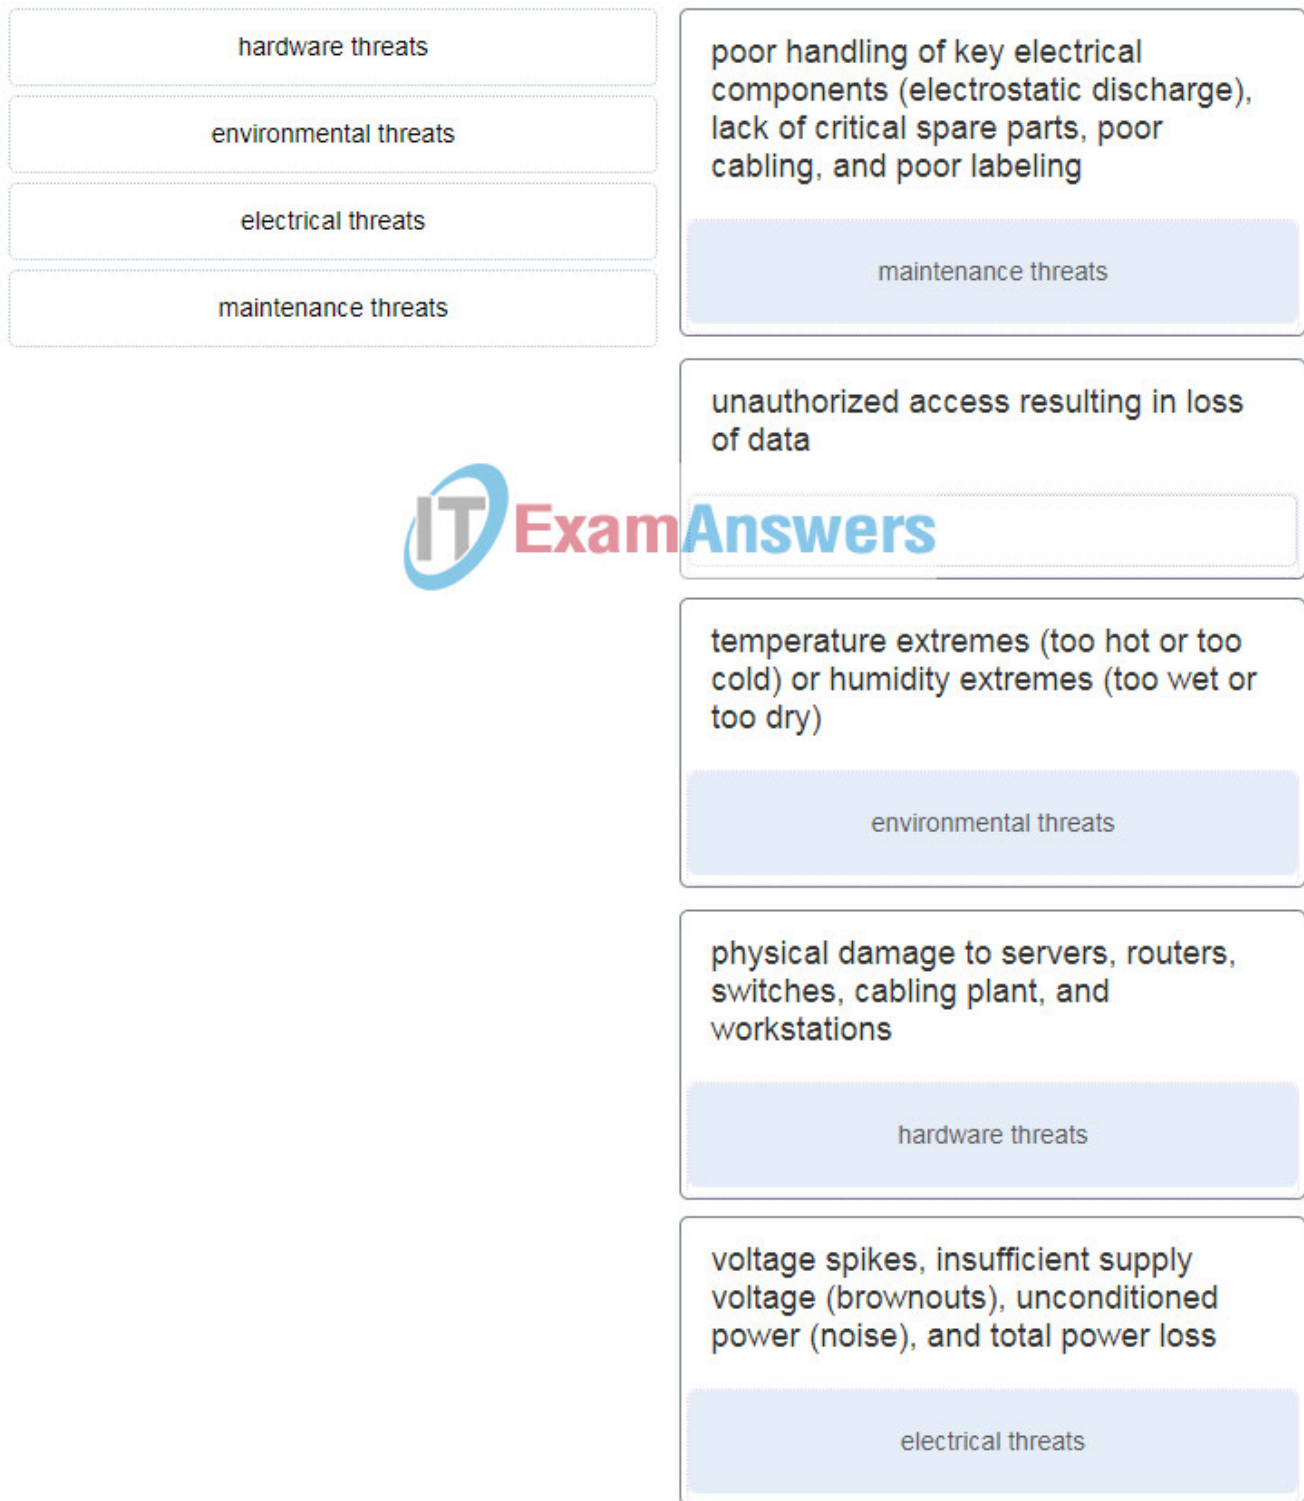 hardware threats
environmental threats
electrical threats
maintenance threats
poor handling of key electrical
components (electrostatic discharge),
lack of critical spare parts, poor
cabling, and poor labeling
maintenance threats
unauthorized access resulting in loss
of data
IT ExamAnswers
temperature extremes (too hot or too
cold) or humidity extremes (too wet or
too dry)
environmental threats
physical damage to servers, routers,
switches, cabling plant, and
workstations
hardware threats
voltage spikes, insufficient supply
voltage (brownouts), unconditioned
power (noise), and total power loss
electrical threats